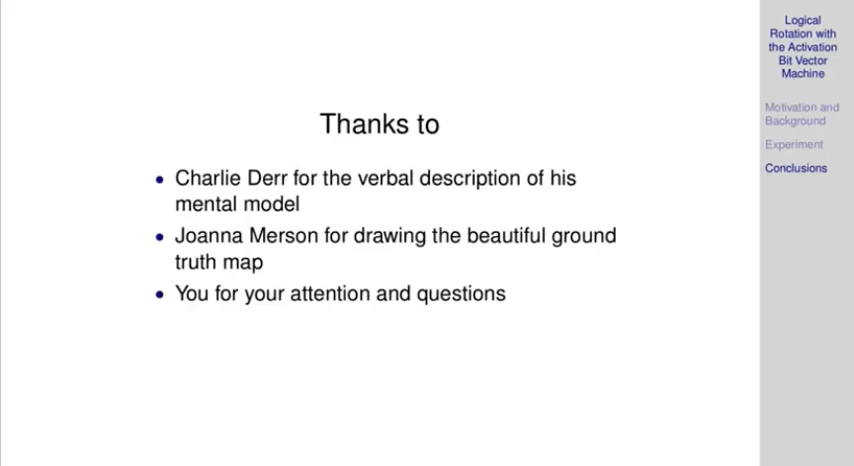 Thanks to
• Charlie Derr for the verbal description of his
mental model
• Joanna Merson for drawing the beautiful ground
truth map
• You for your attention and questions
Logical
Rotation with
the Activation
Bit Vector
Machine
Motivation and
Background
Experiment
Conclusions